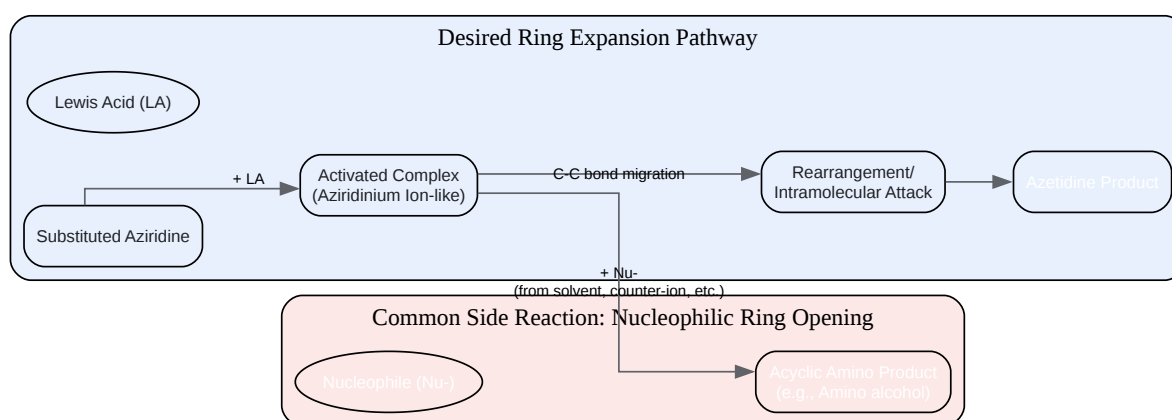 Desired Ring Expansion Pathway
Lewis Acid (LA)
+ LA
Substituted Aziridine
Activated Complex
(Aziridinium Ion-like)
C-C bond migration
Rearrangement/
Intramolecular Attack
Azetidine Product
+ Nu-
(from solvent, counter-ion, etc.)
Common Side Reaction: Nucleophilic Ring Opening
Nucleophile (Nu-)
Acyclic Amino Product
(e.g., Amino alcohol)